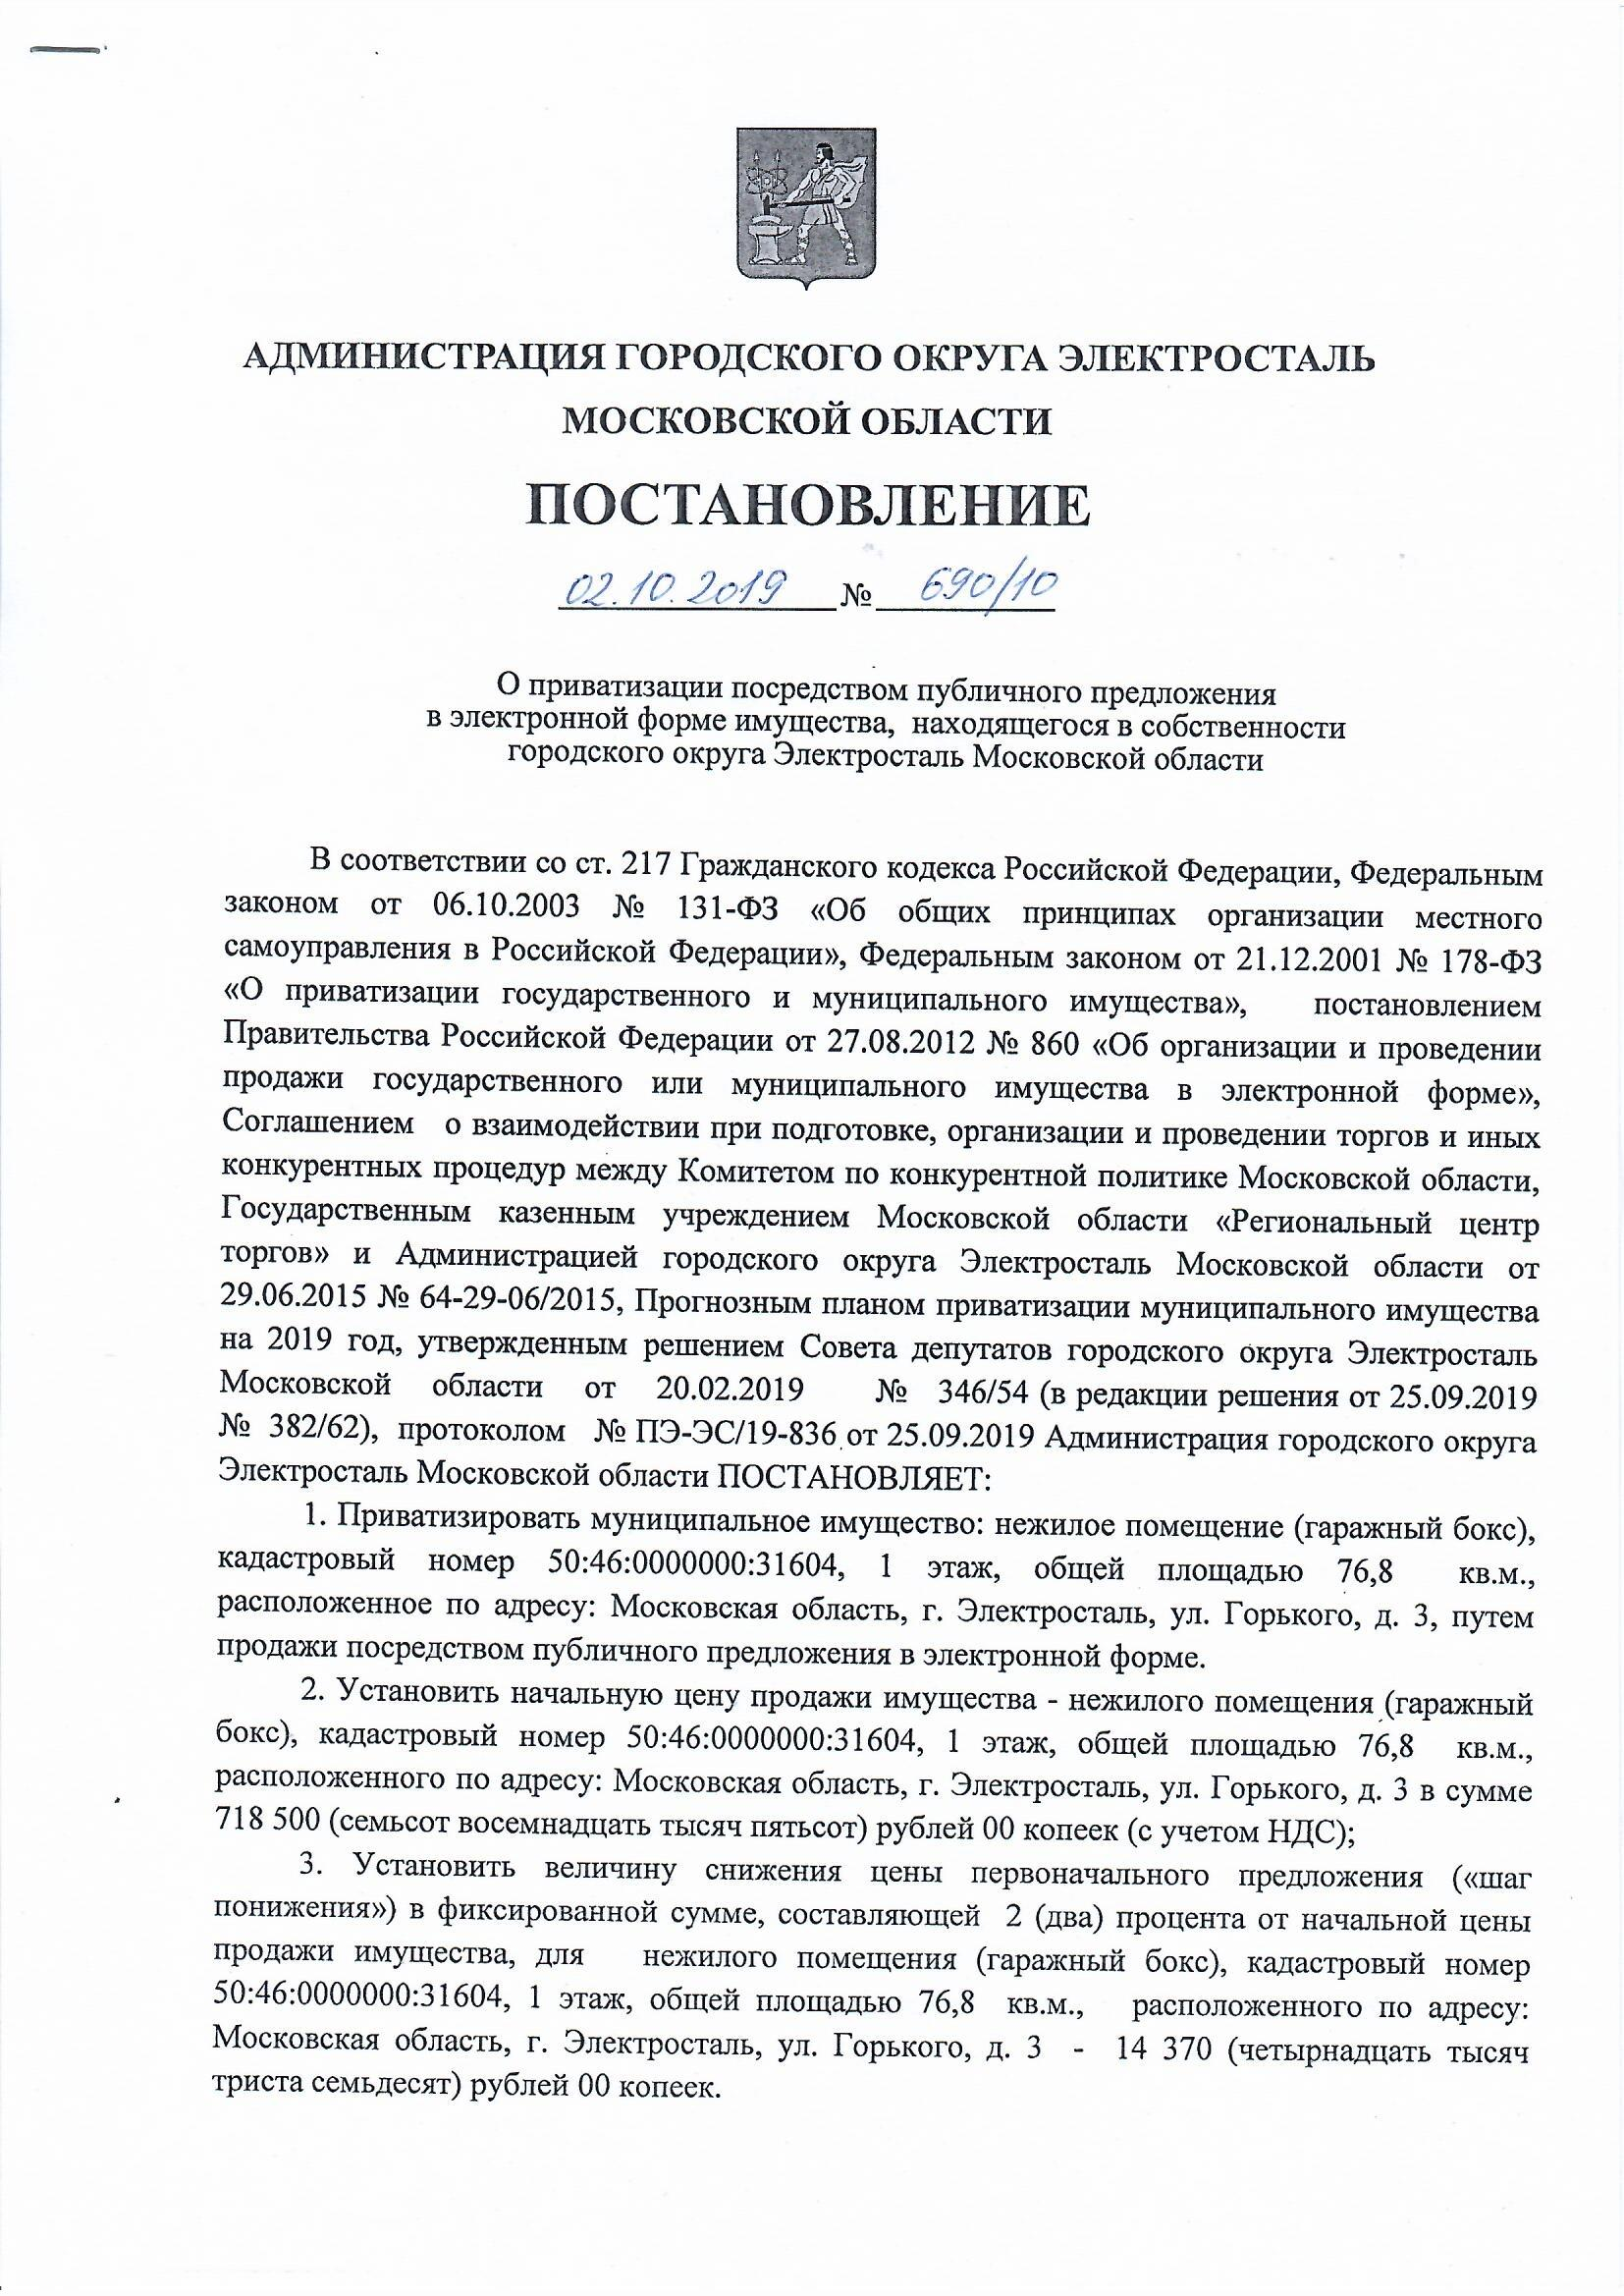 АДМИНИСТРАЦИЯ ГОРОДСКОГО ОКРУГА ЭЛЕКТРОСТАЛЬ
МОСКОВСКОЙ ОБЛАСТИ
ПОСТАНОВЛЕНИЕ
02.10.2019 № 690/10
О приватизации посредством публичного предложения
в электронной форме имущества, находящегося в собственности
городского округа Электросталь Московской области
В соответствии со ст. 217 Гражданского кодекса Российской Федерации, Федеральным
законом от 06.10.2003 № 131-ФЗ «Об общих принципах организации местного
самоуправления в Российской Федерации», Федеральным законом от 21.12.2001 № 178-ФЗ
«О приватизации государственного и муниципального имущества», постановлением
Правительства Российской Федерации от 27.08.2012 № 860 «Об организации и проведении
продажи государственного или муниципального имущества в электронной форме»,
Соглашением о взаимодействии при подготовке, организации и проведении торгов и иных
конкурентных процедур между Комитетом по конкурентной политике Московской области,
Государственным казенным учреждением Московской области «Региональный центр
торгов» и Администрацией городского округа Электросталь Московской области от
29.06.2015 № 64-29-06/2015, Прогнозным планом приватизации муниципального имущества
на 2019 год, утвержденным решением Совета депутатов городского округа Электросталь
Московской области от 20.02.2019 № 346/54 (в редакции решения от 25.09.2019
№ 382/62), протоколом № ПЭ-ЭС/19-836 от 25.09.2019 Администрация городского округа
Электросталь Московской области ПОСТАНОВЛЯЕТ:
1. Приватизировать муниципальное имущество: нежилое помещение (гаражный бокс),
кадастровый номер 50:46:0000000:31604, 1 этаж, общей площадью 76,8 кв.м.,
расположенное по адресу: Московская область, г. Электросталь, ул. Горького, д. 3, путем
продажи посредством публичного предложения в электронной форме.
2. Установить начальную цену продажи имущества - нежилого помещения (гаражный
бокс), кадастровый номер 50:46:0000000:31604, 1 этаж, общей площадью 76,8 кв.м.,
расположенного по адресу: Московская область, г. Электросталь, ул. Горького, д. 3 в сумме
718 500 (семьсот восемнадцать тысяч пятьсот) рублей 00 копеек (с учетом НДС);
3. Установить величину снижения цены первоначального предложения («шаг
понижения») в фиксированной сумме, составляющей 2 (два) процента от начальной цены
продажи имущества, для нежилого помещения (гаражный бокс), кадастровый номер
50:46:0000000:31604, 1 этаж, общей площадью 76,8 кв.м., расположенного по адресу:
Московская область, г. Электросталь, ул. Горького, д. 3 - 14 370 (четырнадцать тысяч
триста семьдесят) рублей 00 копеек.